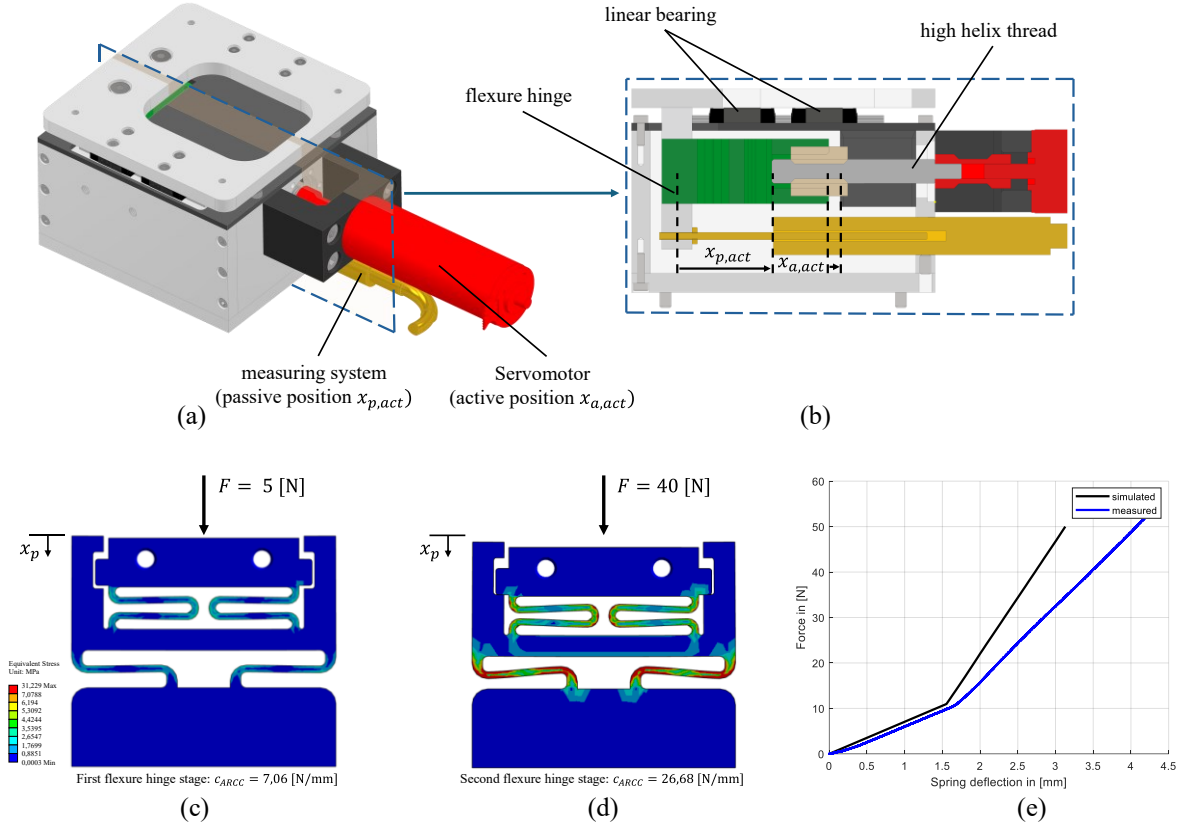 linear bearing
high helix thread
flexure hinge
x_{p,act}
x_{a,act}
measuring system
(passive position x_{p,act})
Servomotor
(active position x_{a,act})
(a)
(b)
F = 5 [N]
x_p
Equivalent Stress
Unit: MPa
31,229 Max
7,0788
6,194
5,3092
4,4244
3,5395
2,6547
1,7699
0,8851
0,0003 Min
First flexure hinge stage: c_{ARCC} = 7,06 [N/mm]
(c)
F = 40 [N]
x_p
Second flexure hinge stage: c_{ARCC} = 26,68 [N/mm]
(d)
simulated
measured
Force in [N]
60
50
40
30
20
10
0
0 0.5 1 1.5 2 2.5 3 3.5 4 4.5
Spring deflection in [mm]
(e)